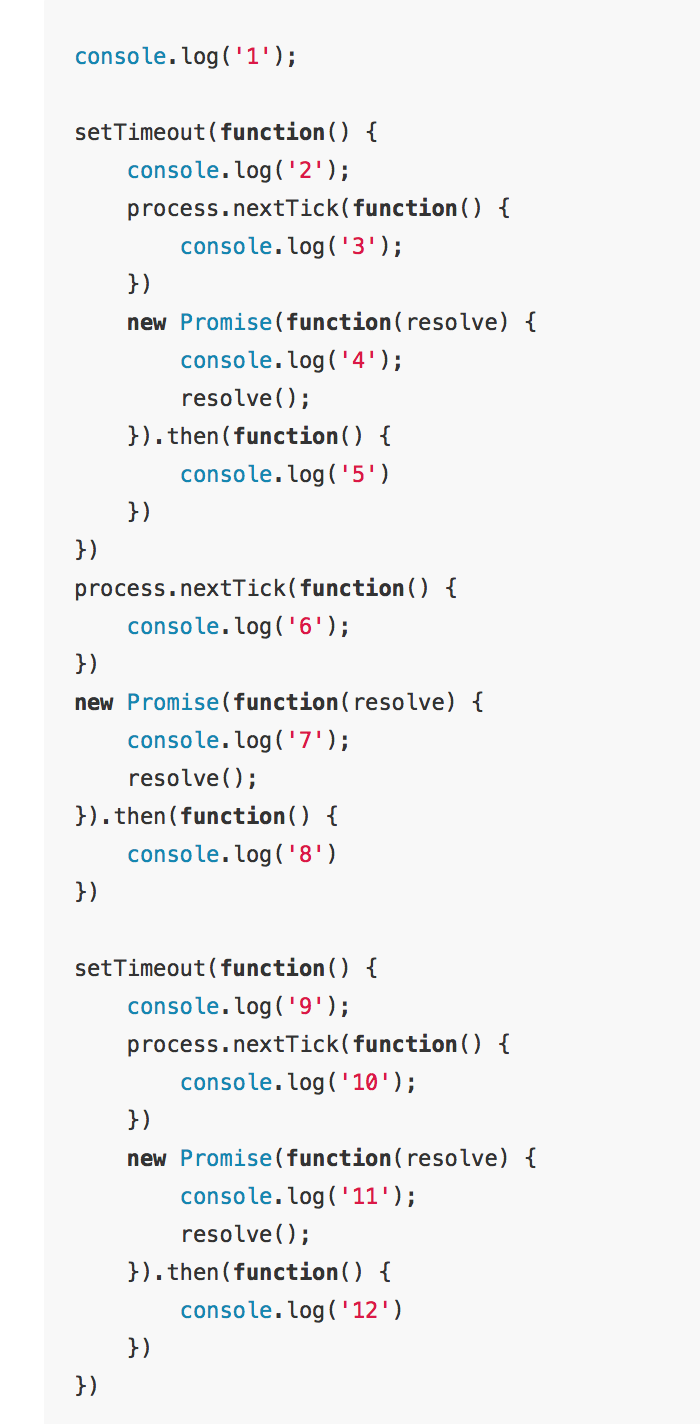 console.log('1');

setTimeout(function() {
    console.log('2');
    process.nextTick(function() {
        console.log('3');
    })
    new Promise(function(resolve) {
        console.log('4');
        resolve();
    }).then(function() {
        console.log('5')
    })
})
process.nextTick(function() {
    console.log('6');
})
new Promise(function(resolve) {
    console.log('7');
    resolve();
}).then(function() {
    console.log('8')
})

setTimeout(function() {
    console.log('9');
    process.nextTick(function() {
        console.log('10');
    })
    new Promise(function(resolve) {
        console.log('11');
        resolve();
    }).then(function() {
        console.log('12')
    })
})